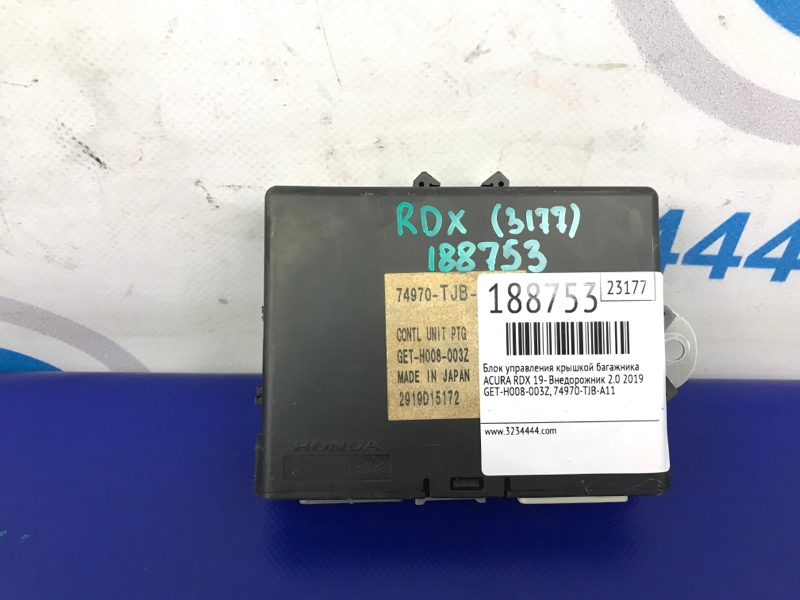 RDX (3177)
188753
74970-TJB-
CONTL UNIT PTG
GET-H008-003Z
MADE IN JAPAN
2919D15172
HONDA
188753
23177
Блок управления крышкой багажника
ACURA RDX 19- Внедорожник 2.0 2019
GET-H008-003Z, 74970-TJB-A11
www.3234444.com
4444